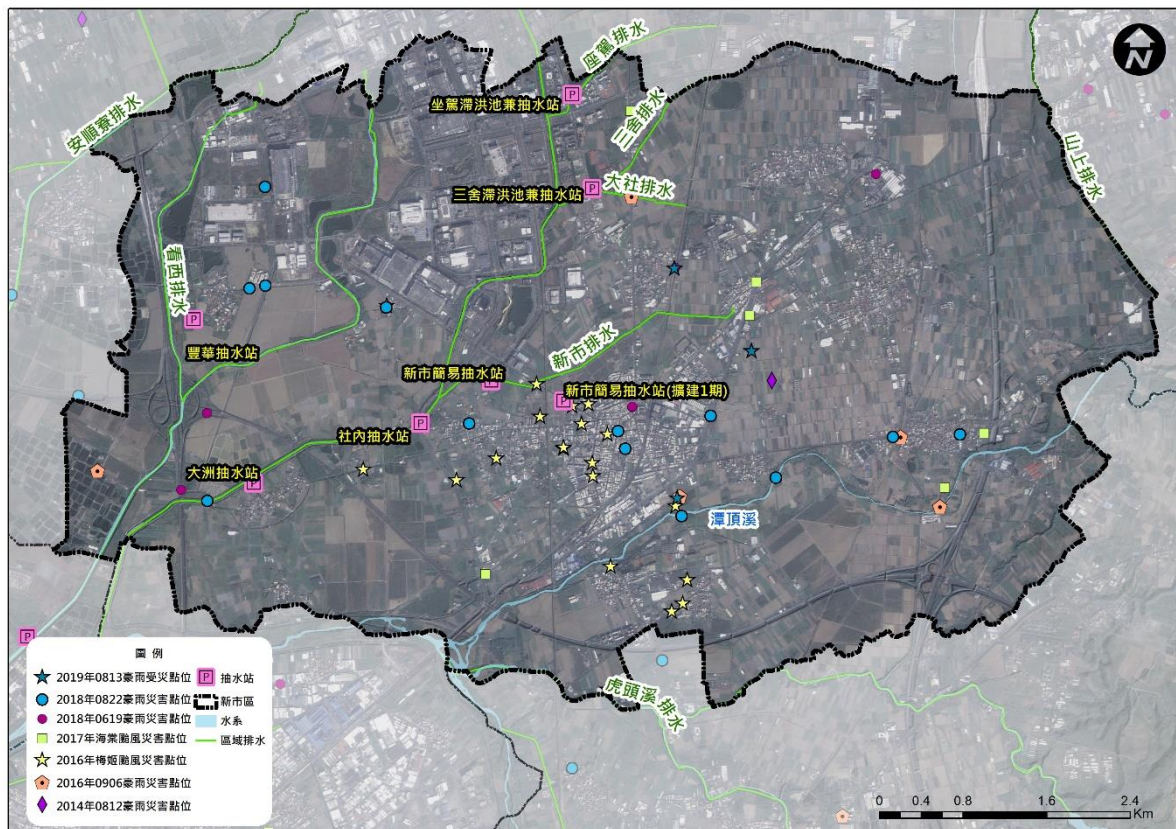 N
座駕排水
安順寮排水
坐駕滯洪池兼抽水站
三舍排水
山上排水
三舍滯洪池兼抽水站
大社排水
看西排水
P
豐華抽水站
新市排水
新市簡易抽水站
新市簡易抽水站(擴建1期)
社內抽水站
大洲抽水站
潭頂溪
虎頭溪排水
圖例
2019年0813豪雨受災點位
P 抽水站
2018年0822豪雨災害點位
新市區
2018年0619豪雨災害點位
水系
2017年海棠颱風災害點位
區域排水
2016年梅姬颱風災害點位
2016年0906豪雨災害點位
2014年0812豪雨災害點位
0 0.4 0.8 1.6 2.4
Km